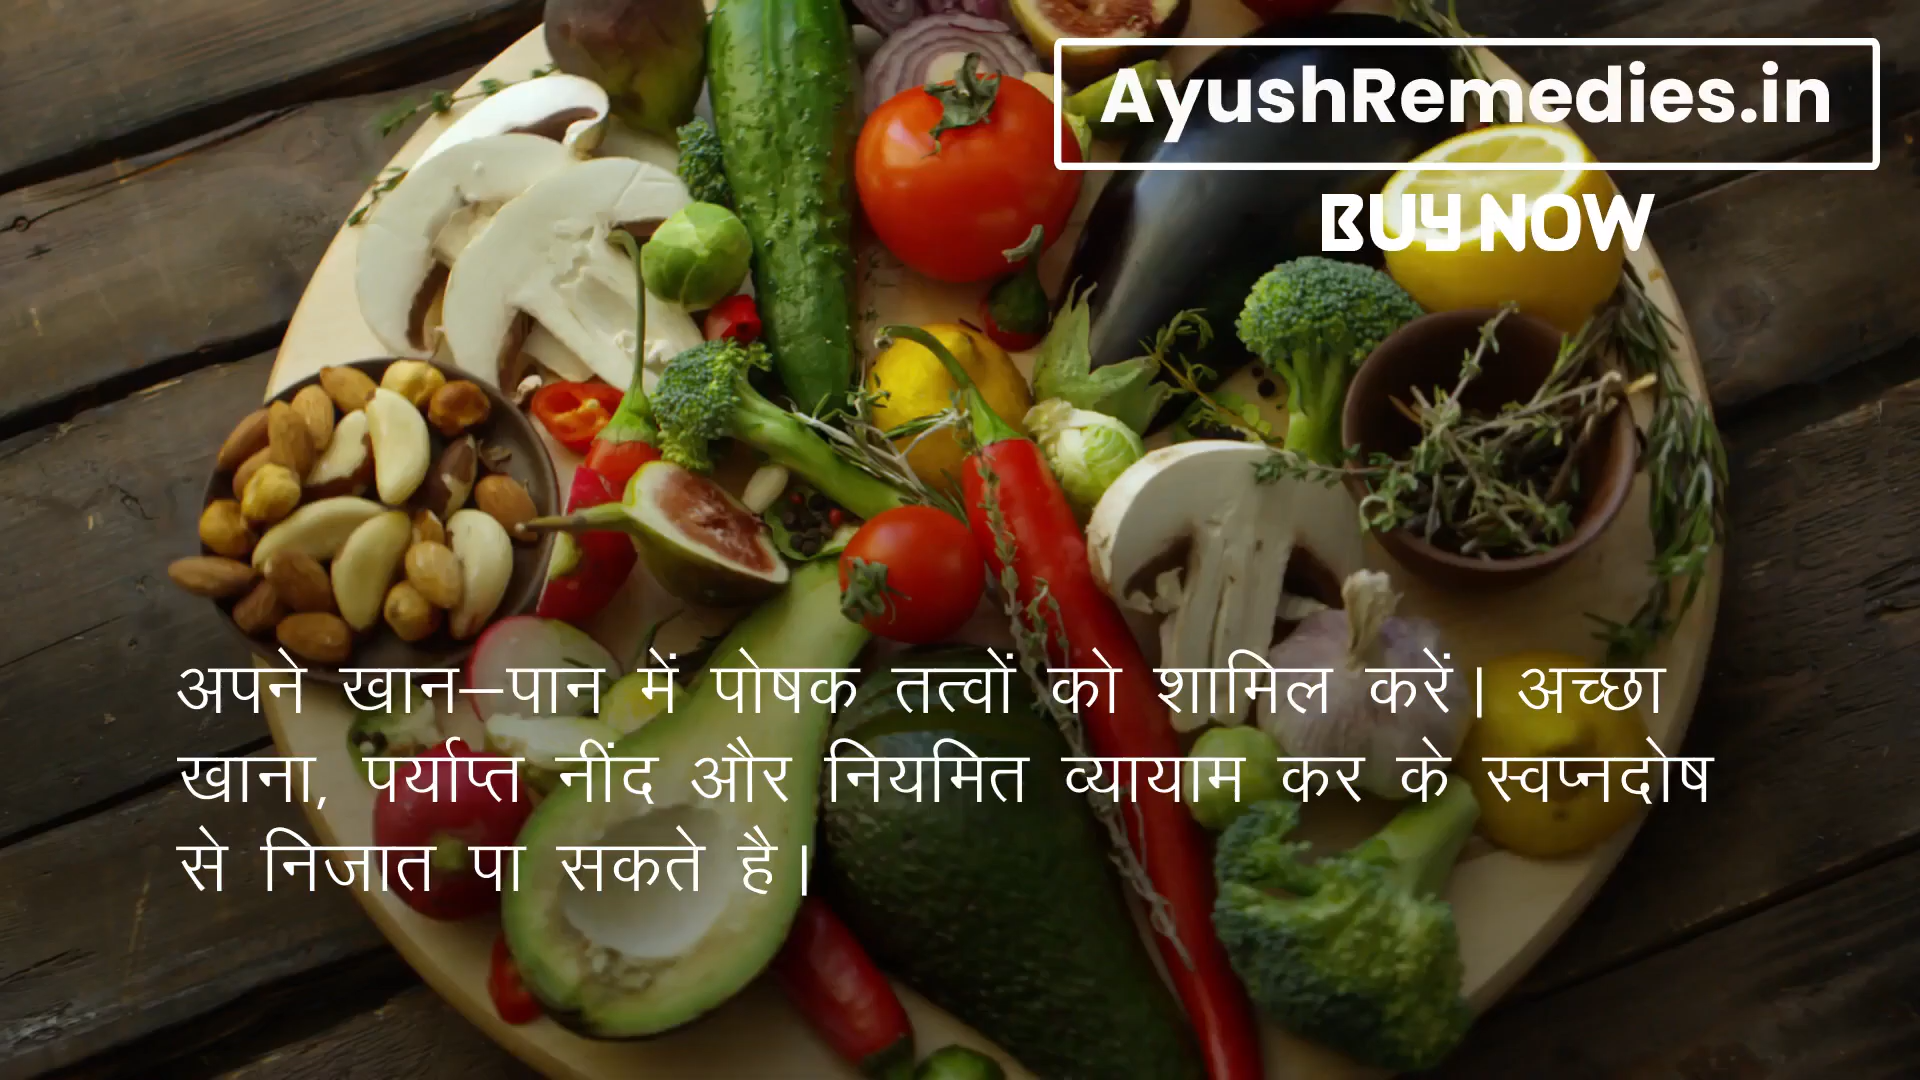 AyushRemedies.in
BUY NOW
अपने खान–पान में पोषक तत्वों को शामिल करें। अच्छा
खाना, पर्याप्त नींद और नियमित व्यायाम कर के स्वप्नदोष
से निजात पा सकते है।